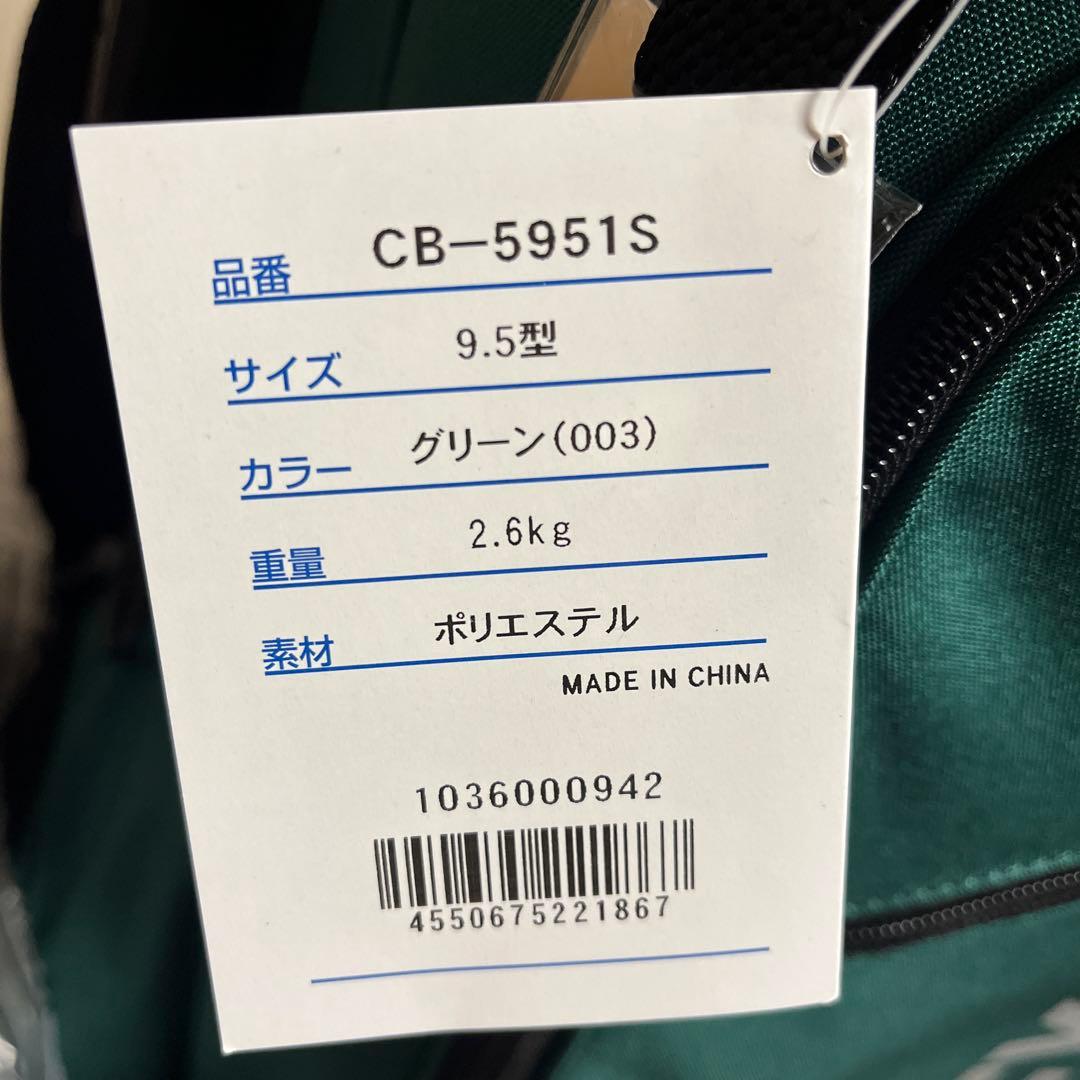 品番 CB-5951S
サイズ 9.5型
カラー グリーン(003)
重量 2.6kg
素材 ポリエステル
MADE IN CHINA
1036000942
4550675221867